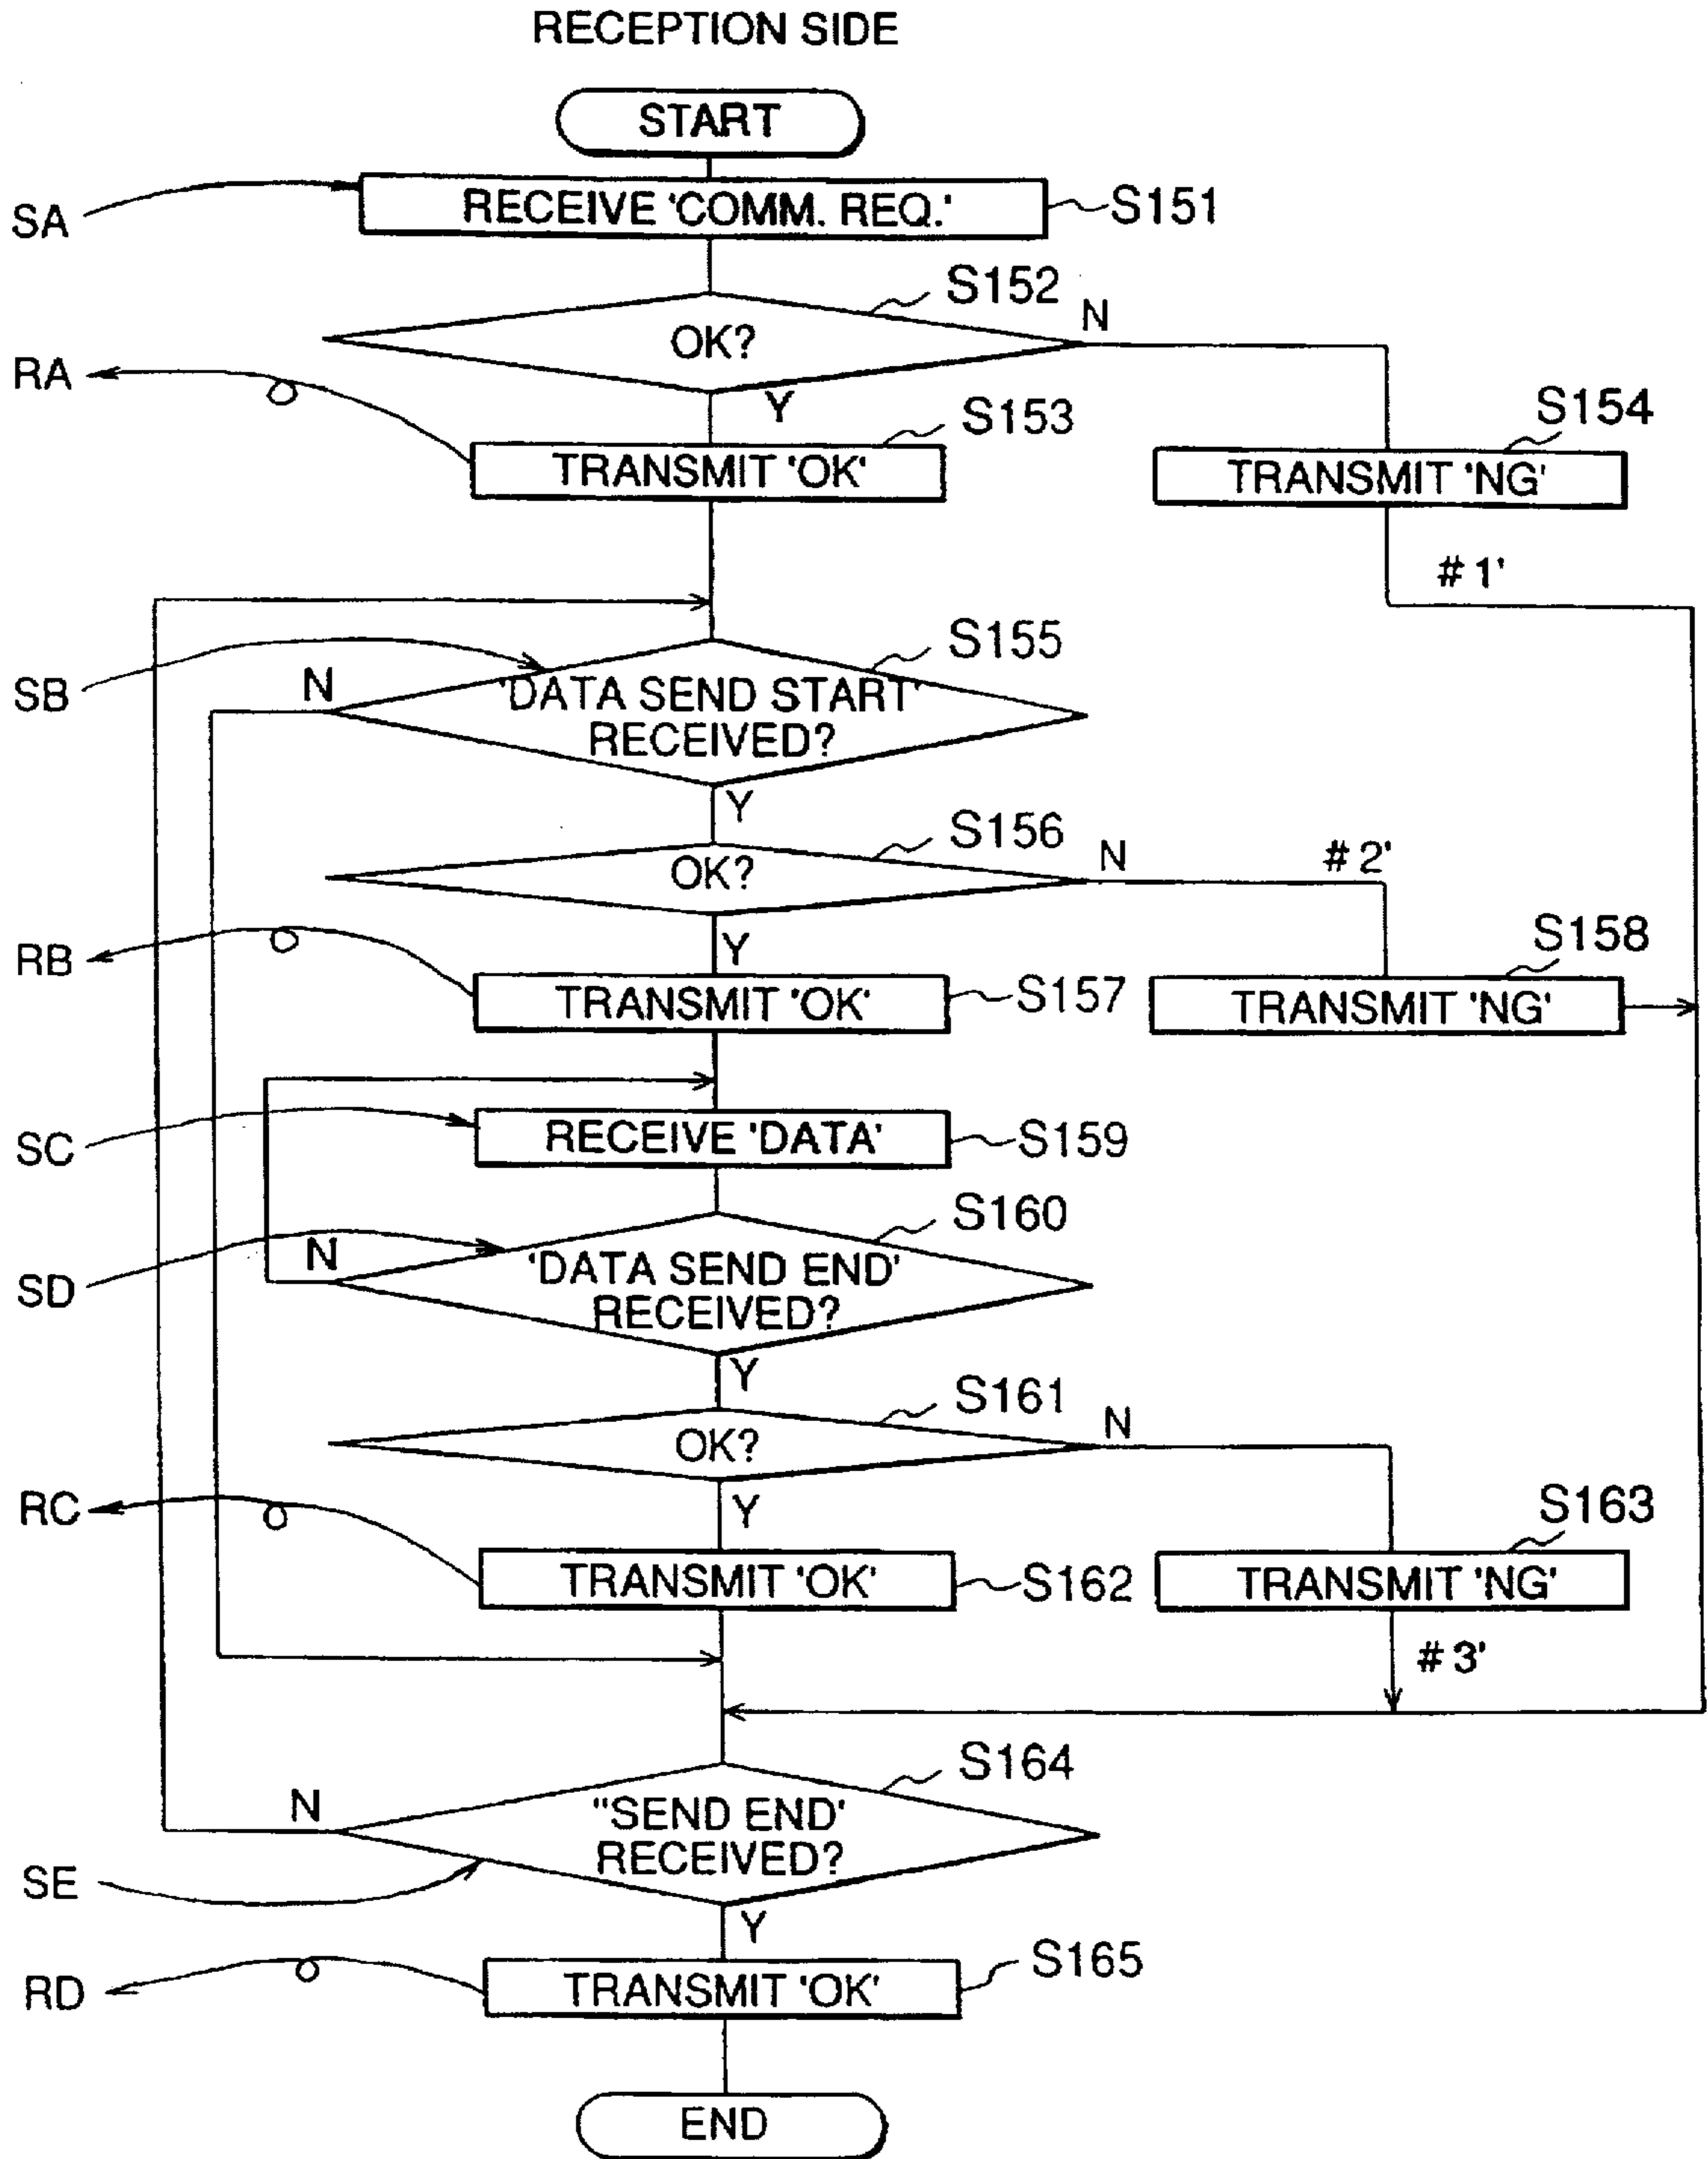 RECEPTION SIDE
START
SA
RECEIVE 'COMM. REQ.'
S151
S152
OK?
N
RA
Y
S153
TRANSMIT 'OK'
S154
TRANSMIT 'NG'
#1'
SB
N
S155
'DATA SEND START'
RECEIVED?
Y
S156
OK?
N
#2'
RB
Y
TRANSMIT 'OK'
S157
S158
TRANSMIT 'NG'
SC
RECEIVE 'DATA'
S159
SD
N
S160
'DATA SEND END'
RECEIVED?
Y
S161
OK?
N
RC
Y
TRANSMIT 'OK'
S162
S163
TRANSMIT 'NG'
#3'
S164
N
"SEND END'
RECEIVED?
SE
Y
RD
TRANSMIT 'OK'
S165
END